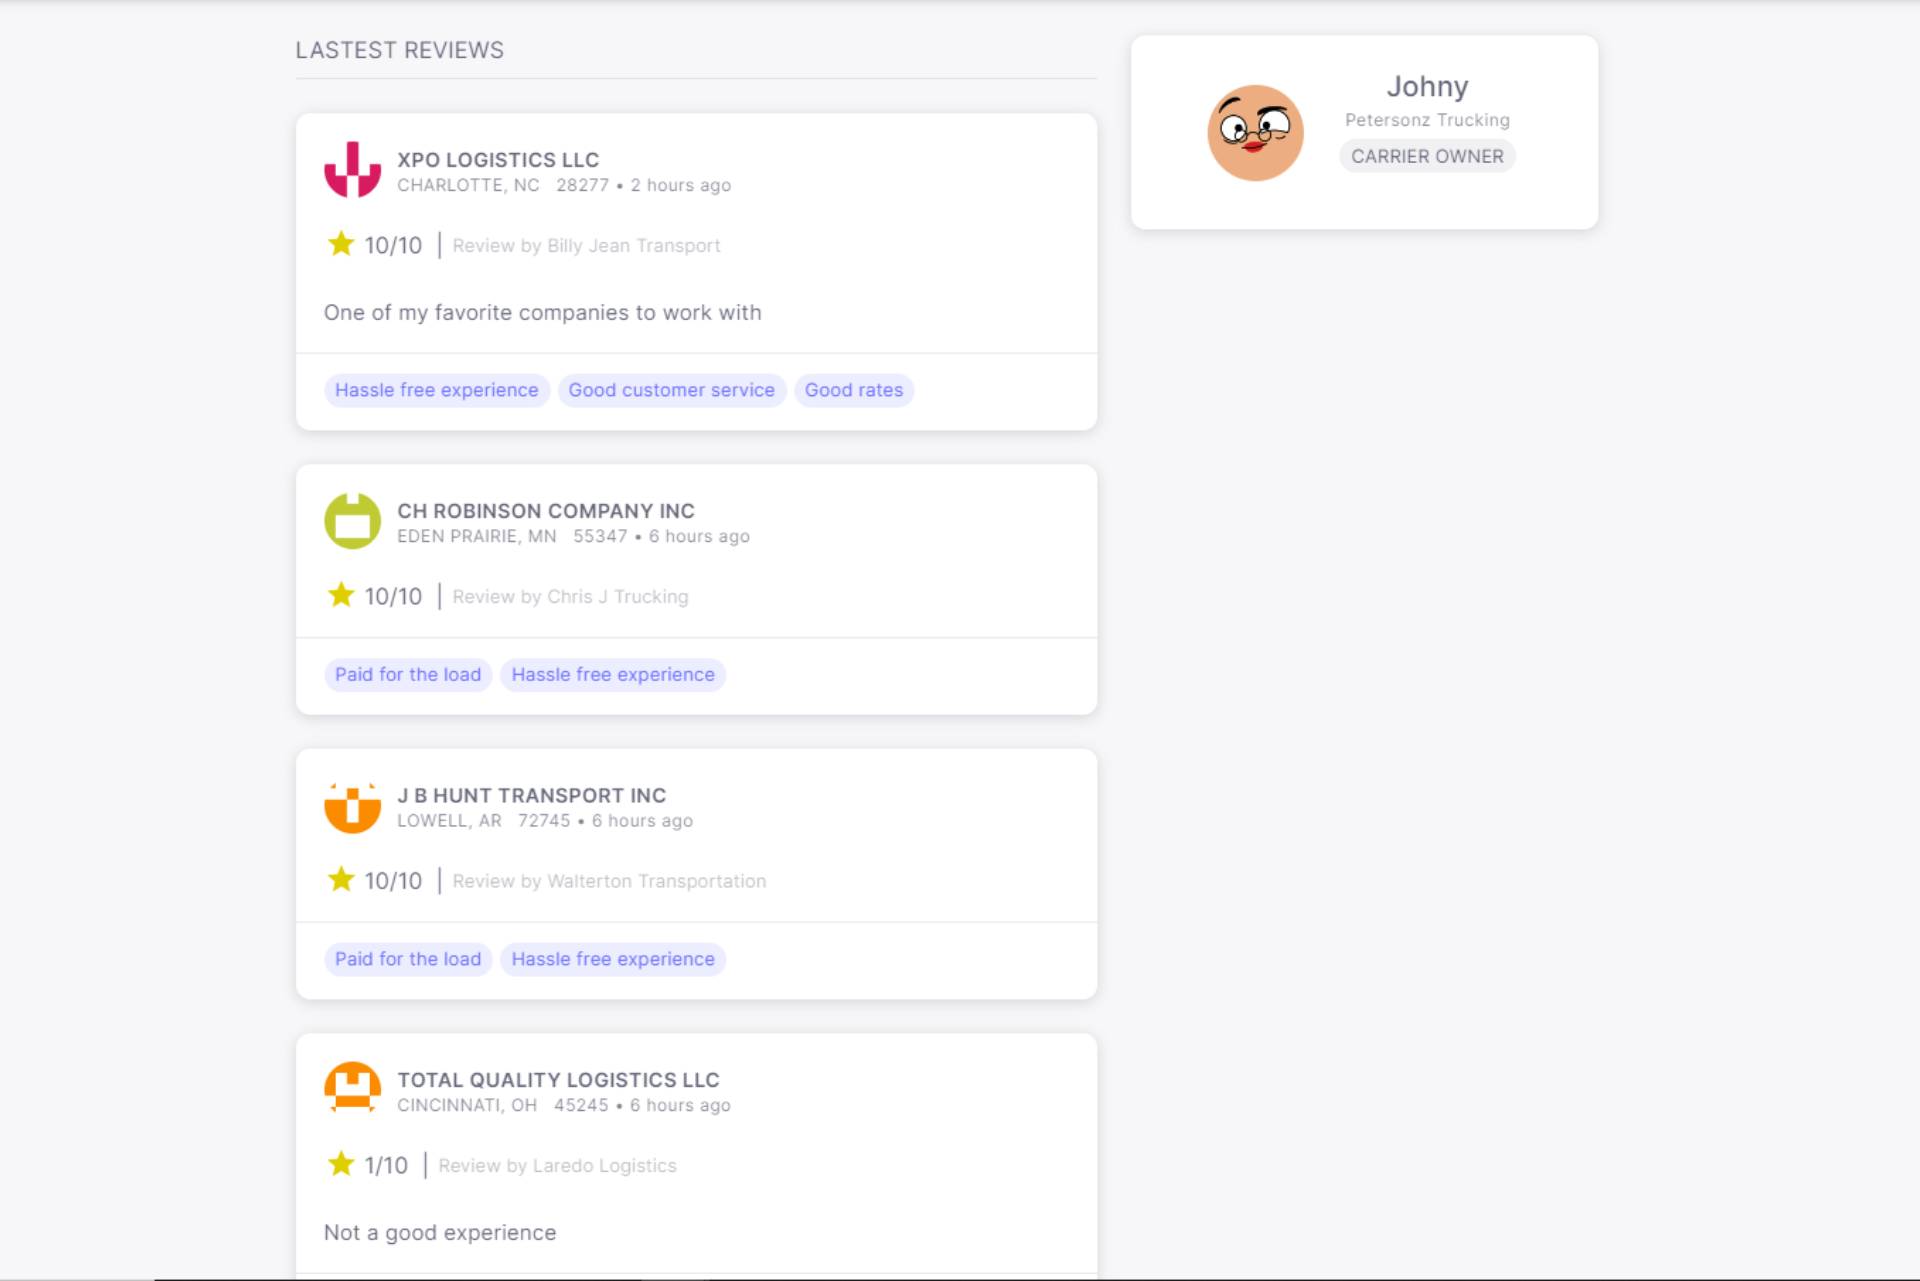 LASTEST REVIEWS
XPO LOGISTICS LLC
CHARLOTTE, NC 28277 • 2 hours ago
10/10 | Review by Billy Jean Transport
One of my favorite companies to work with
Hassle free experience Good customer service Good rates
CH ROBINSON COMPANY INC
EDEN PRAIRIE, MN 55347 • 6 hours ago
10/10 | Review by Chris J Trucking
Paid for the load Hassle free experience
J B HUNT TRANSPORT INC
LOWELL, AR 72745 • 6 hours ago
10/10 | Review by Walterton Transportation
Paid for the load Hassle free experience
TOTAL QUALITY LOGISTICS LLC
CINCINNATI, OH 45245 • 6 hours ago
1/10 | Review by Laredo Logistics
Not a good experience
Johny
Petersonz Trucking
CARRIER OWNER